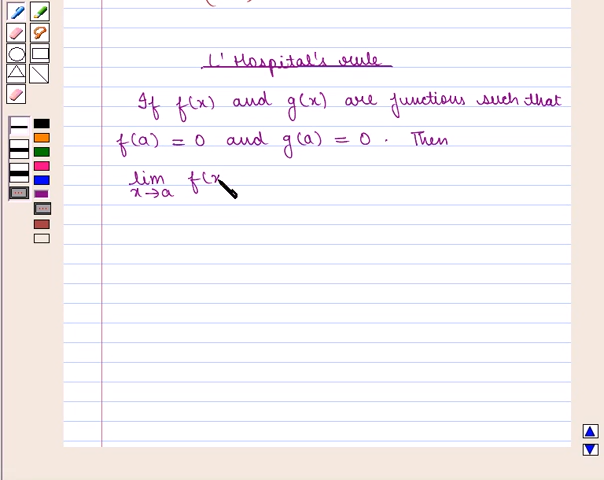 L' Hospital's rule
If f(x) and g(x) are functions such that
f(a) = 0 and g(a) = 0 . Then
lim x→a f(x